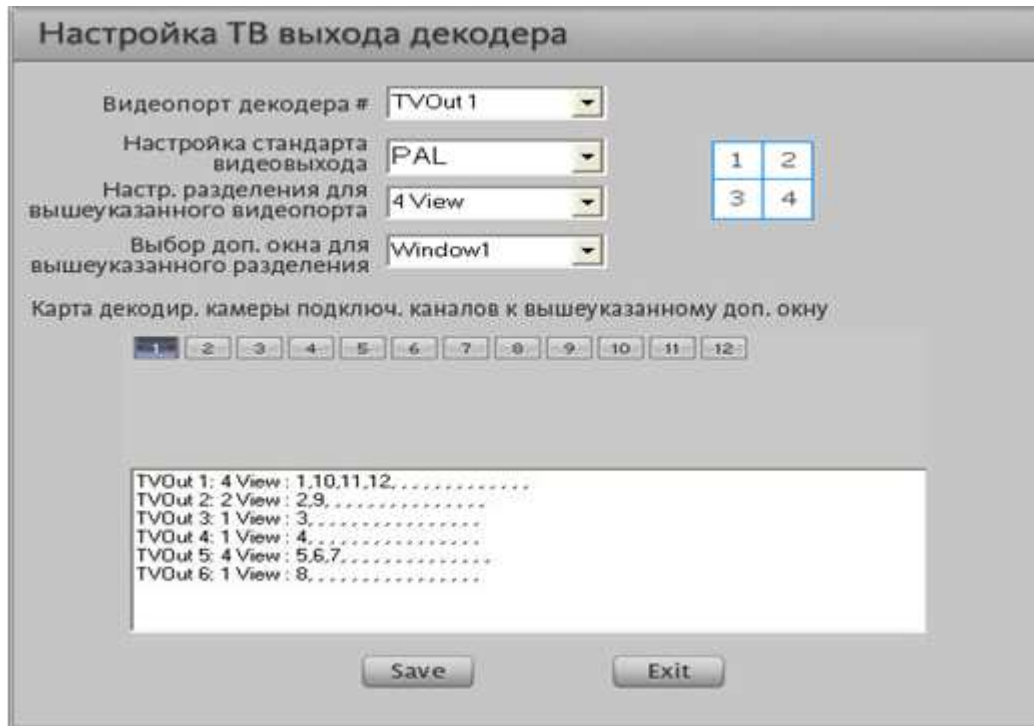 Настройка ТВ выхода декодера
Видеопорт декодера # TVOut 1
Настройка стандарта
видеовыхода PAL
Настр. разделения для
вышеуказанного видеопорта 4 View
Выбор доп. окна для
вышеуказанного разделения Window1
1 2
3 4
Карта декодир. камеры подключ. каналов к вышеуказанному доп. окну
1 2 3 4 5 6 7 8 9 10 11 12
TVOut 1: 4 View : 1,10,11,12, , , , , , , , , , , , ,
TVOut 2: 2 View : 2,9, , , , , , , , , , , , , , ,
TVOut 3: 1 View : 3, , , , , , , , , , , , , , , ,
TVOut 4: 1 View : 4, , , , , , , , , , , , , , , ,
TVOut 5: 4 View : 5,6,7, , , , , , , , , , , , , ,
TVOut 6: 1 View : 8, , , , , , , , , , , , , , , ,
Save Exit